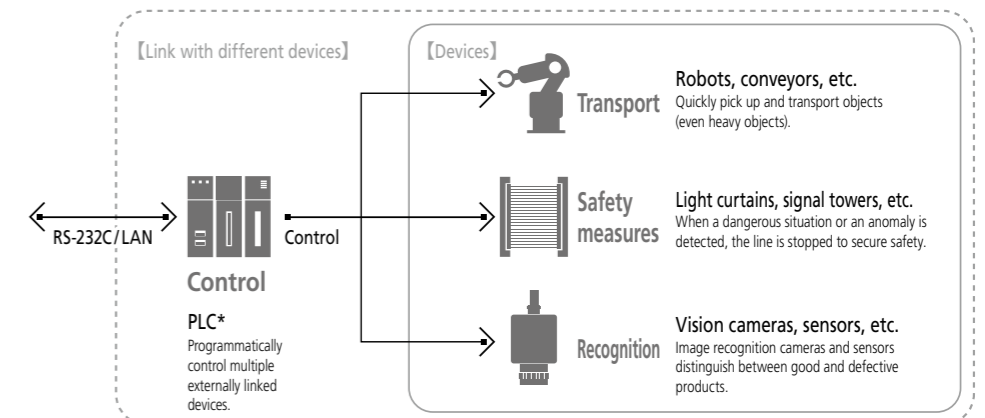 【Link with different devices】
【Devices】
RS-232C/LAN
Control
PLC*
Programmatically
control multiple
externally linked
devices.
Control
Transport
Robots, conveyors, etc.
Quickly pick up and transport objects
(even heavy objects).
Safety
measures
Light curtains, signal towers, etc.
When a dangerous situation or an anomaly is
detected, the line is stopped to secure safety.
Recognition
Vision cameras, sensors, etc.
Image recognition cameras and sensors
distinguish between good and defective
products.